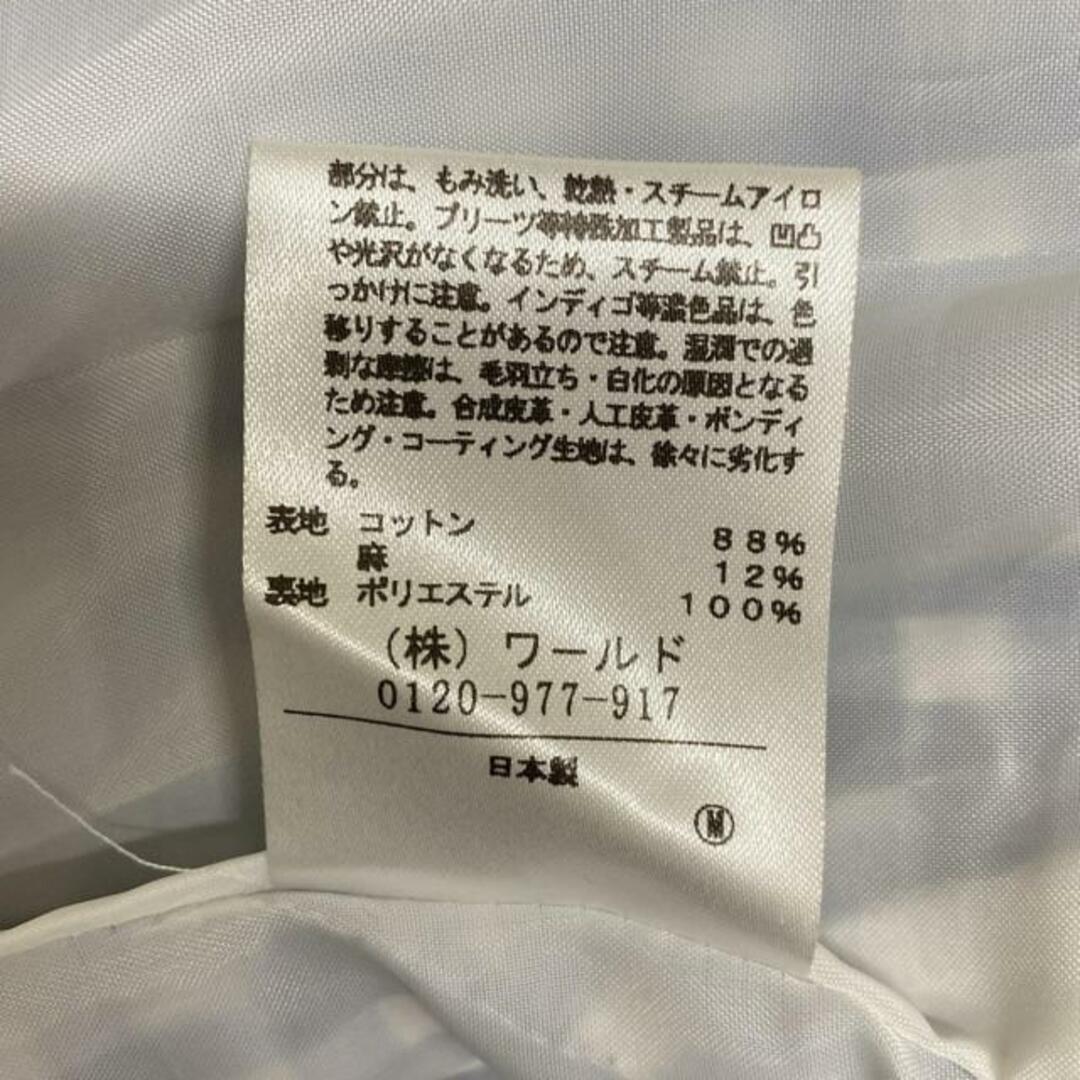 部分は、もみ洗い、乾熱・スチームアイロ
ン禁止。プリーツ等特殊加工製品は、凹凸
や光沢がなくなるため、スチーム禁止。引
っかけに注意。インディゴ等濃色品は、色
移りすることがあるので注意。湿潤での過
剰な摩擦は、毛羽立ち・白化の原因となる
ため注意。合成皮革・人工皮革・ボンディ
ング・コーティング生地は、徐々に劣化す
る。
表地 コットン 88%
麻 12%
裏地 ポリエステル 100%
(株)ワールド
0120-977-917
日本製
M